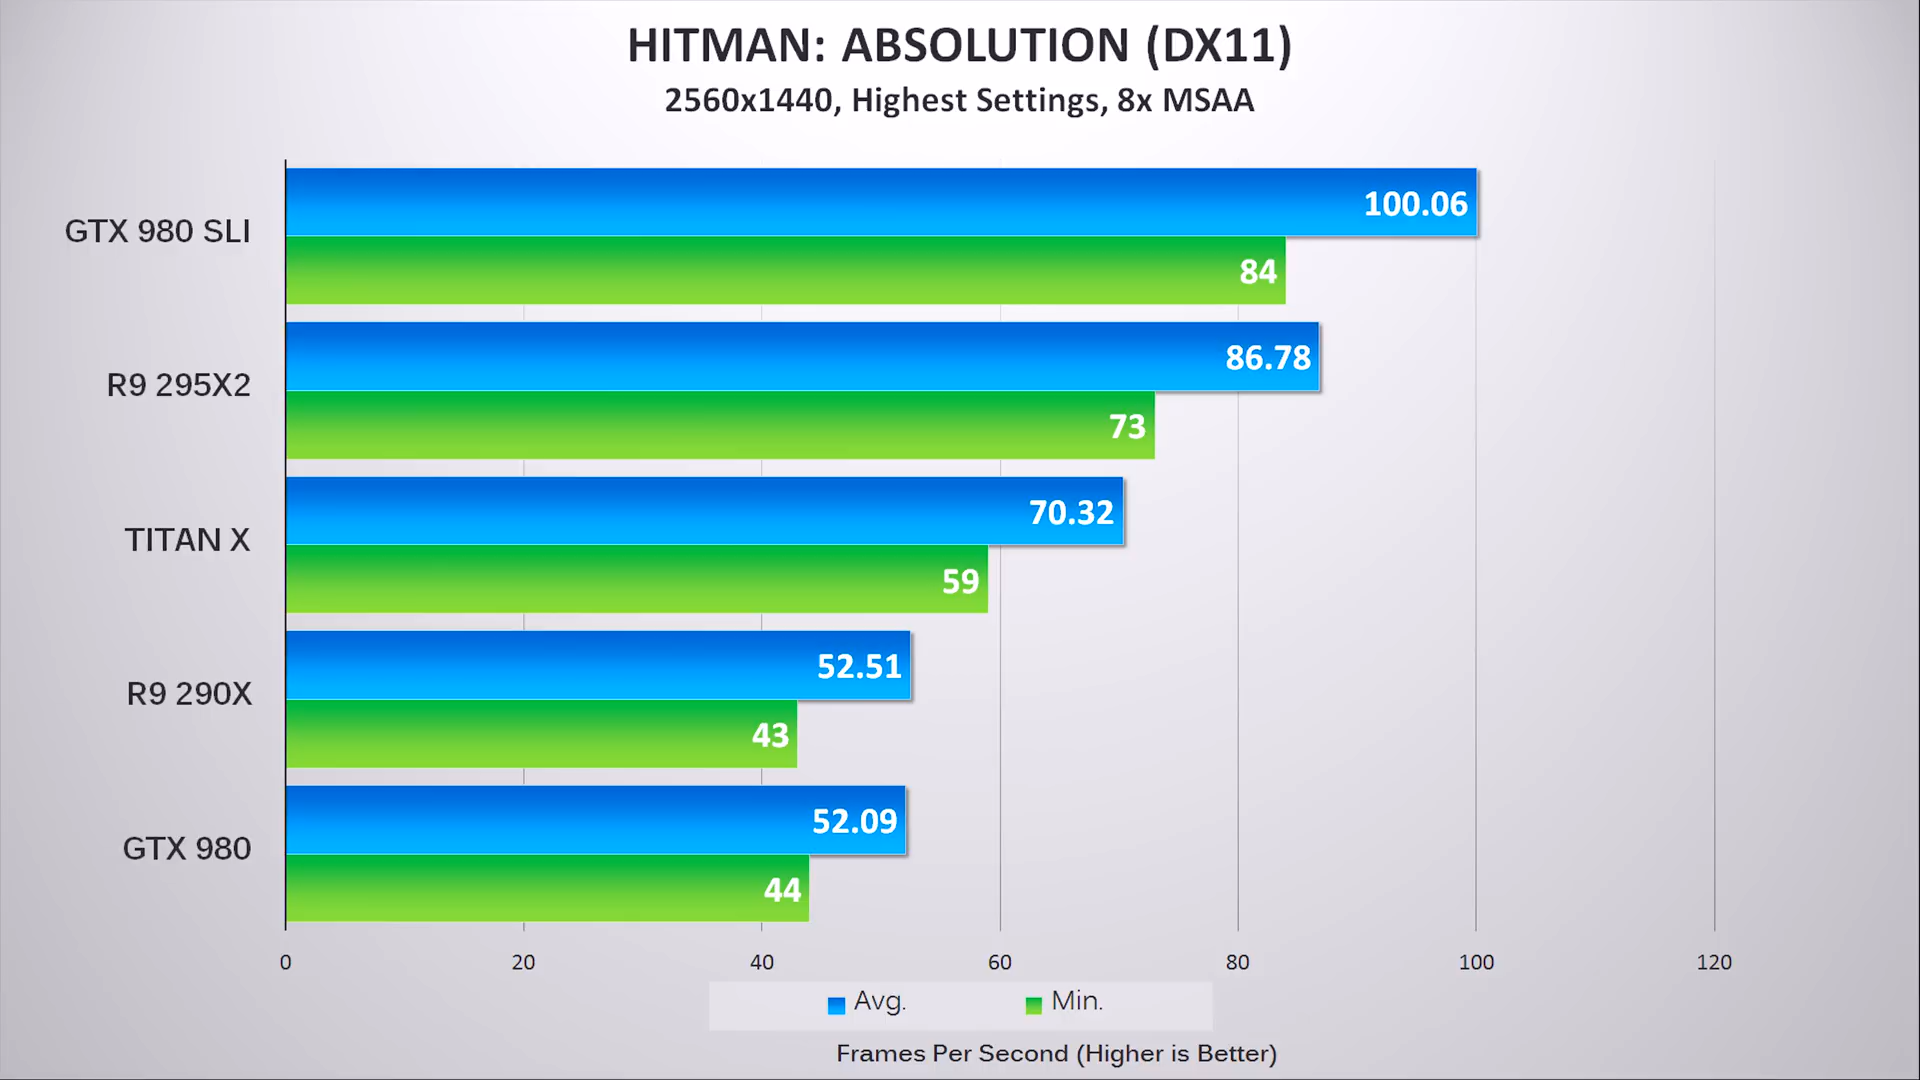 HITMAN: ABSOLUTION (DX11)
2560x1440, Highest Settings, 8x MSAA
GTX 980 SLI
100.06
84
R9 295X2
86.78
73
TITAN X
70.32
59
R9 290X
52.51
43
GTX 980
52.09
44
0 20 40 60 80 100 120
Avg. Min.
Frames Per Second (Higher is Better)